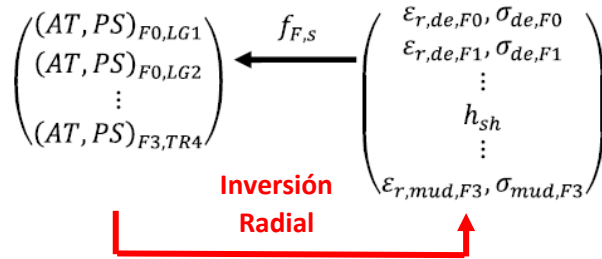 (AT, PS)_{F0,LG1}
(AT, PS)_{F0,LG2}
⋮
(AT, PS)_{F3,TR4}
f_{F,s}
ε_{r,de,F0}, σ_{de,F0}
ε_{r,de,F1}, σ_{de,F1}
⋮
h_{sh}
⋮
ε_{r,mud,F3}, σ_{mud,F3}
Inversión
Radial